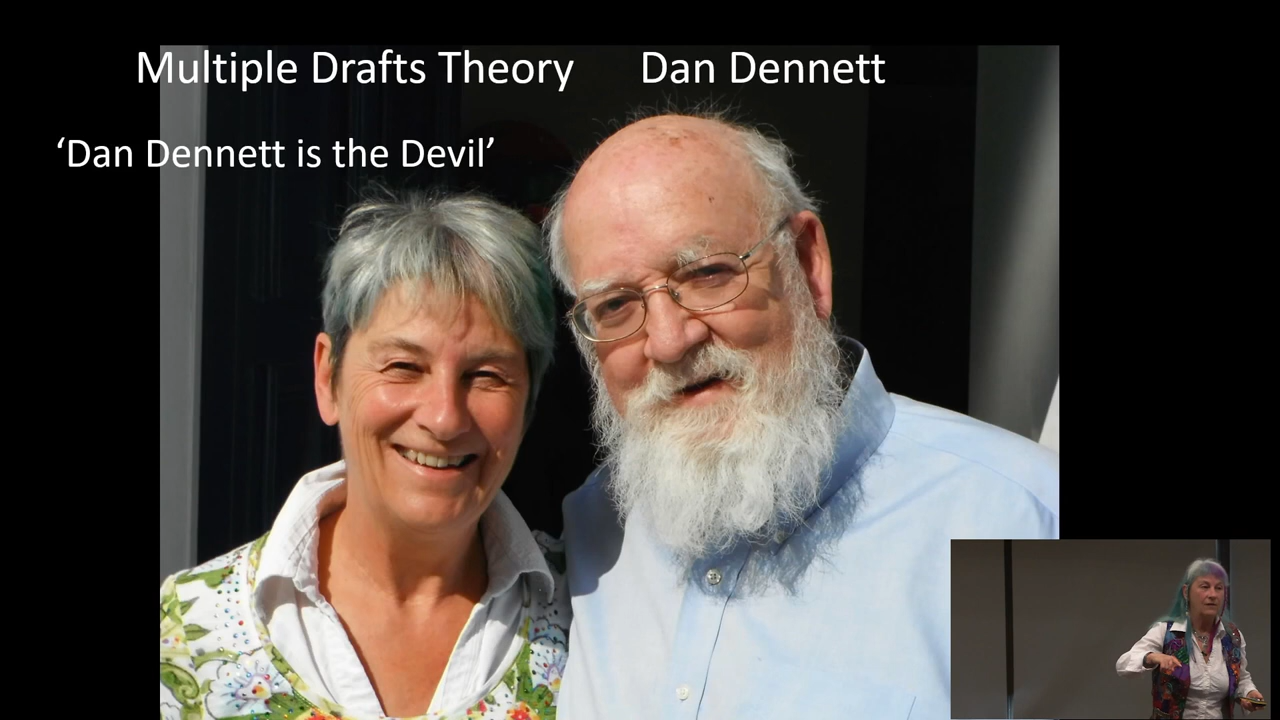 Multiple Drafts Theory Dan Dennett
‘Dan Dennett is the Devil’